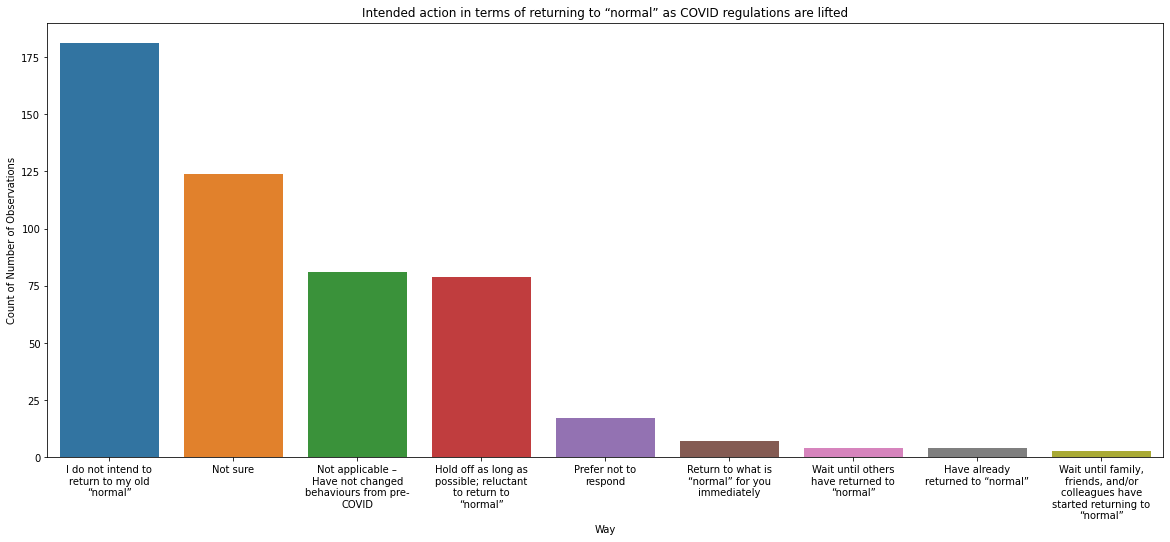 Intended action in terms of returning to “normal” as COVID regulations are lifted
Count of Number of Observations
175
150
125
100
75
50
25
0
I do not intend to
return to my old
“normal”
Not sure
Not applicable –
Have not changed
behaviours from pre-
COVID
Hold off as long as
possible; reluctant
to return to
“normal”
Prefer not to
respond
Return to what is
“normal” for you
immediately
Wait until others
have returned to
“normal”
Have already
returned to “normal”
Wait until family,
friends, and/or
colleagues have
started returning to
“normal”
Way